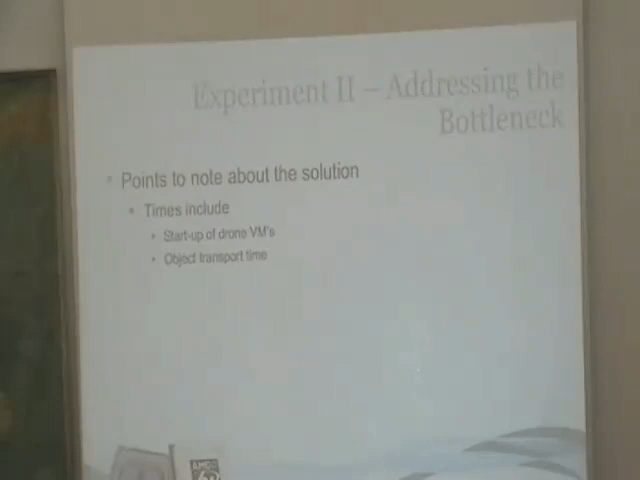 Experiment II – Addressing the
Bottleneck
• Points to note about the solution
• Times include
• Start-up of drone VM's
• Object transport time